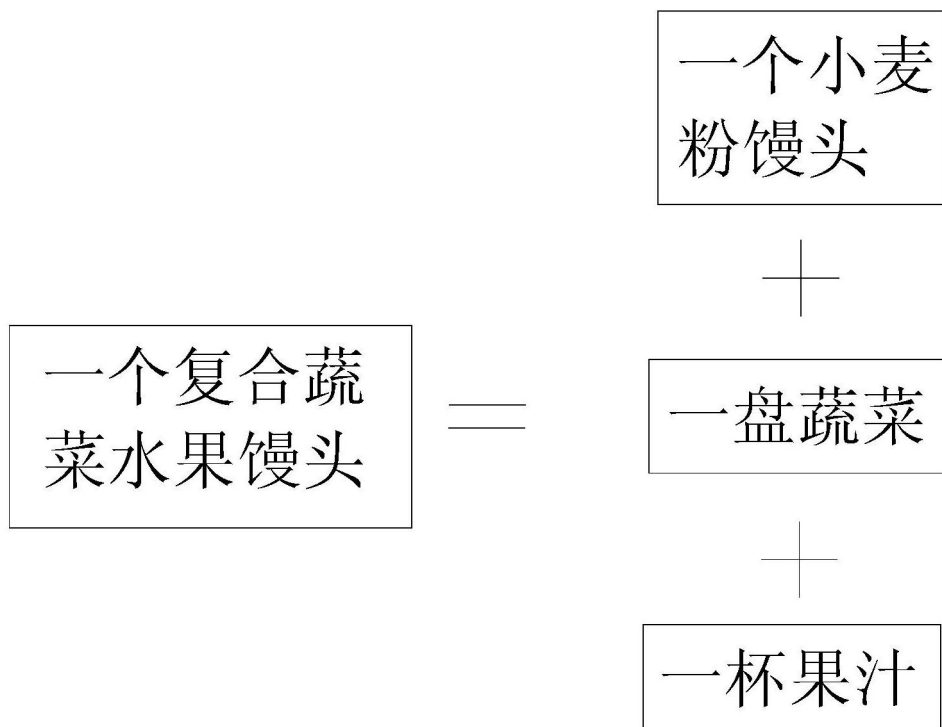 一个小麦
粉馒头
一个复合蔬
菜水果馒头
一盘蔬菜
一杯果汁